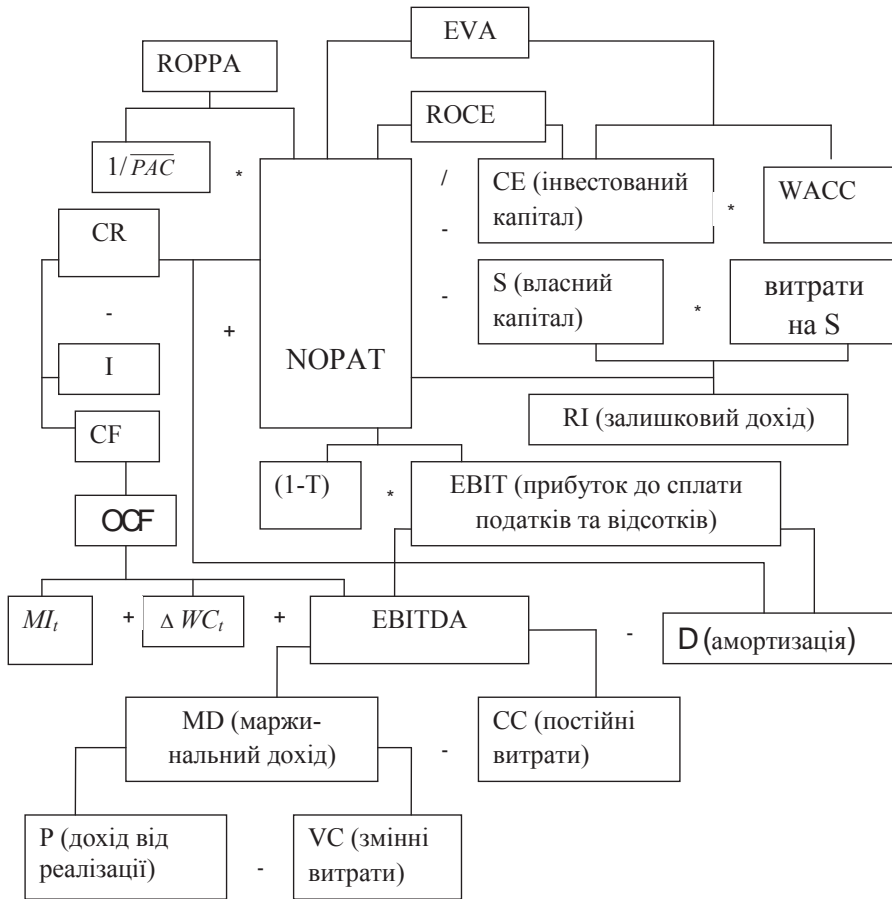 EVA
ROPPA
ROCE
1/PAC
*
/
CE (інвестований
капітал)
*
WACC
CR
-
-
S (власний
капітал)
*
витрати
на S
-
+
NOPAT
I
RI (залишковий дохід)
CF
(1-T)
*
EBIT (прибуток до сплати
податків та відсотків)
OCF
MIt
+
Δ WCt
+
EBITDA
-
D (амортизація)
MD (маржи-
нальний дохід)
-
CC (постійні
витрати)
P (дохід від
реалізації)
-
VC (змінні
витрати)